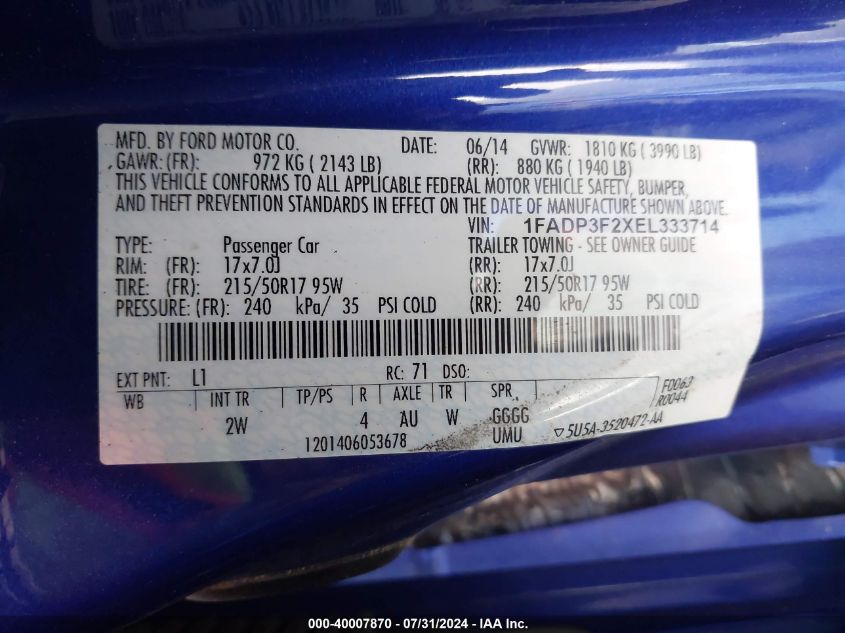 MFD. BY FORD MOTOR CO. DATE: 06/14 GVWR: 1810 KG ( 3990 LB)
GAWR: (FR): 972 KG ( 2143 LB) (RR): 880 KG ( 1940 LB)
THIS VEHICLE CONFORMS TO ALL APPLICABLE FEDERAL MOTOR VEHICLE SAFETY, BUMPER,
AND THEFT PREVENTION STANDARDS IN EFFECT ON THE DATE OF MANUFACTURE SHOWN ABOVE.
VIN: 1FADP3F2XEL333714
TYPE: Passenger Car TRAILER TOWING - SEE OWNER GUIDE
RIM: (FR): 17x7.0J (RR): 17x7.0J
TIRE: (FR): 215/50R17 95W (RR): 215/50R17 95W
PRESSURE: (FR): 240 kPa/ 35 PSI COLD (RR): 240 kPa/ 35 PSI COLD
EXT PNT: L1 RC: 71 DSO:
WB INT TR TP/PS R AXLE TR SPR F0063
R0044
2W 4 AU W GGGG
1201406053678 UMU ▽5U5A-3520472-AA
000-40007870 - 07/31/2024 - IAA Inc.